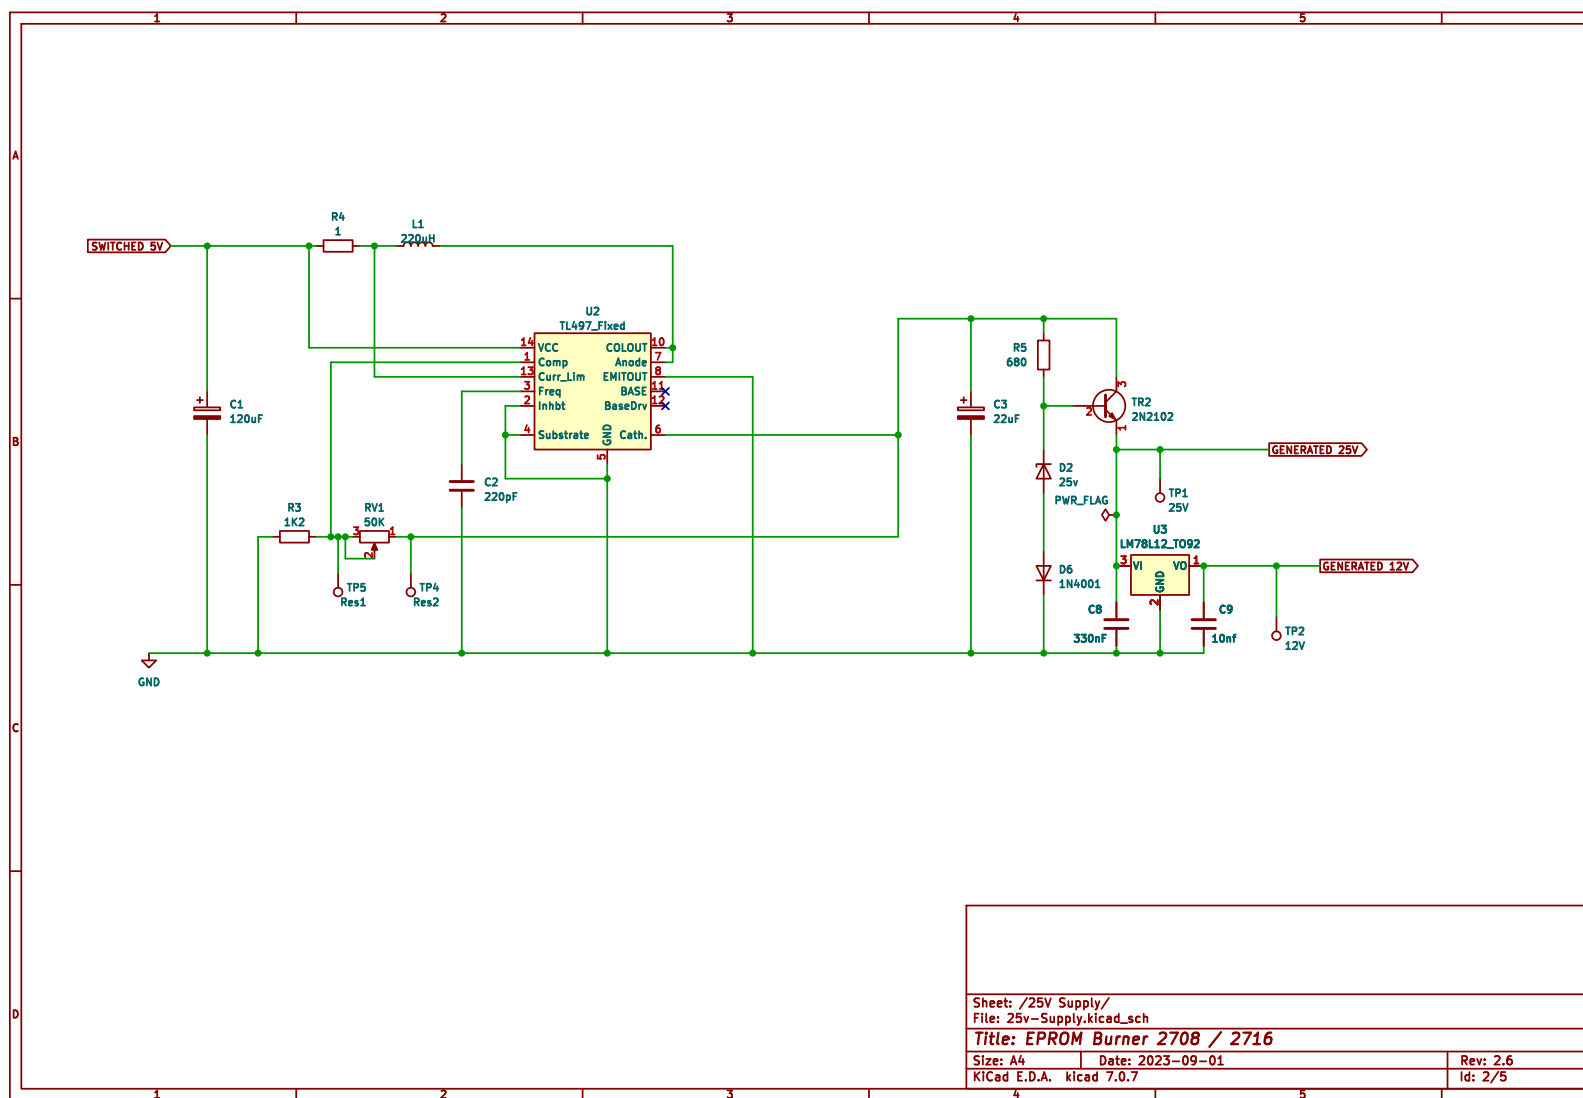 1 2 3 4 5
A
B
C
D
SWITCHED 5V
R4
1
L1
220uH
C1
120uF
U2
TL497_Fixed
14 VCC
1 Comp
13 Curr_Lim
3 Freq
2 Inhbt
4 Substrate
COLOUT 10
Anode 7
EMITOUT 8
BASE 11
BaseDrv 12
Cath. 6
GND
5
C2
220pF
R3
1K2
RV1
50K
3
1
2
TP5
Res1
TP4
Res2
GND
C3
22uF
R5
680
3
2
1
TR2
2N2102
D2
25v
PWR_FLAG
D6
1N4001
GENERATED 25V
TP1
25V
U3
LM78L12_TO92
3 VI
VO 1
GND
2
GENERATED 12V
C8
330nF
C9
10nf
TP2
12V
Sheet: /25V Supply/
File: 25v-Supply.kicad_sch
Title: EPROM Burner 2708 / 2716
Size: A4
Date: 2023-09-01
Rev: 2.6
KiCad E.D.A. kicad 7.0.7
Id: 2/5
1 2 3 4 5